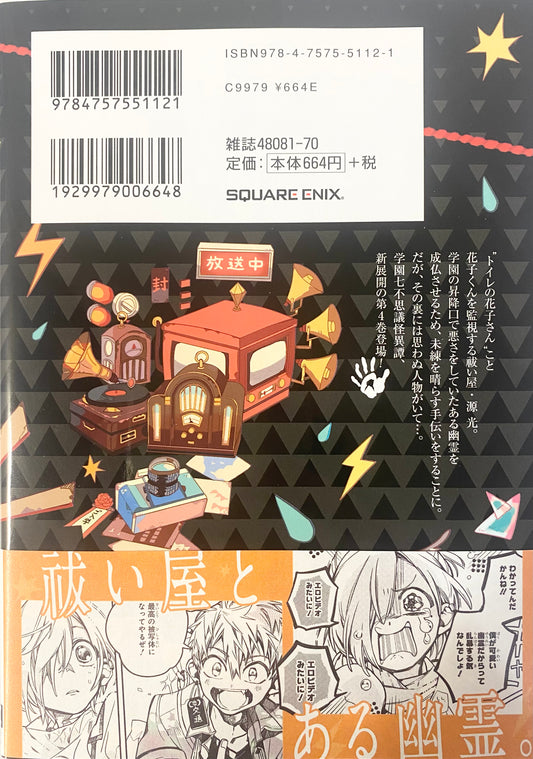 ISBN978-4-7575-5112-1
9784757551121
C9979 ¥664E
雑誌48081-70
定価：本体664円＋税
1929979006648
SQUARE ENIX®
放送中
封
"トイレの花子さん"こと
花子くんを監視する祓い屋・源 光。
学園の昇降口で悪さをしていたある幽霊を
成仏させるため、未練を晴らす手伝いをすることに。
だが、その裏には思わぬ人物がいて…。
学園七不思議怪異譚、
新展開の第4巻登場！
祓い屋と
ある幽霊。
わかってんだ
かんね!!
僕が可愛い
幽霊だからって
乱暴する気
なんでしょ！
エロビデオ
みたいに！
エロビデオ
みたいに！
最高の被写体に
なってやるぜ！